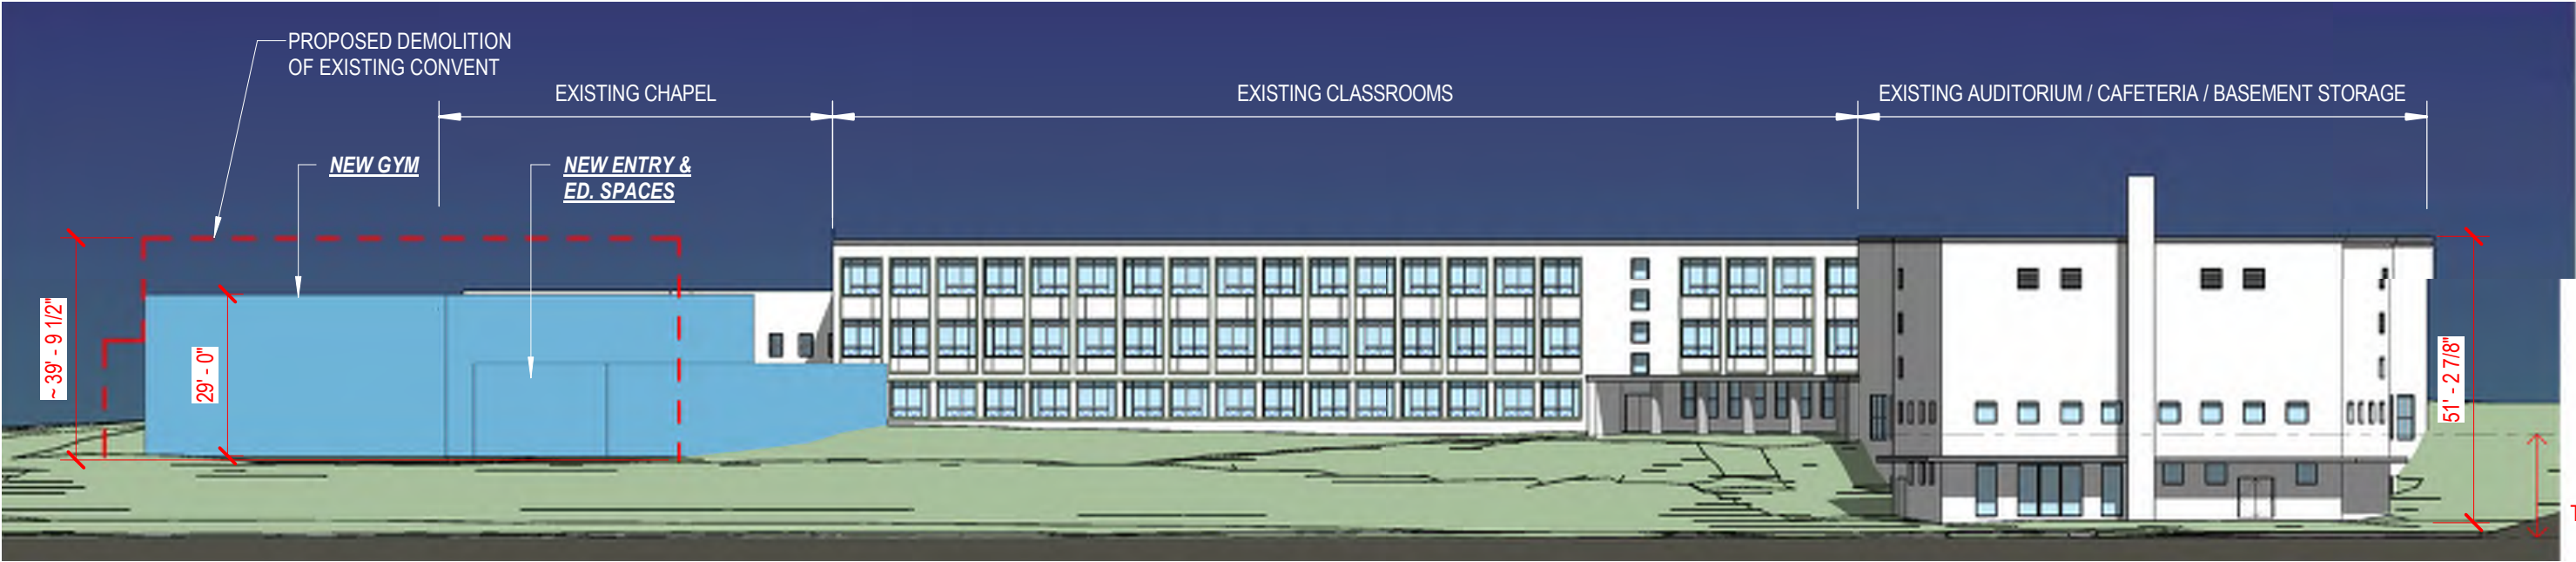 PROPOSED DEMOLITION
OF EXISTING CONVENT
EXISTING CHAPEL
EXISTING CLASSROOMS
EXISTING AUDITORIUM / CAFETERIA / BASEMENT STORAGE
NEW GYM
NEW ENTRY &
ED. SPACES
~ 39' - 9 1/2"
29' - 0"
51' - 2 7/8"